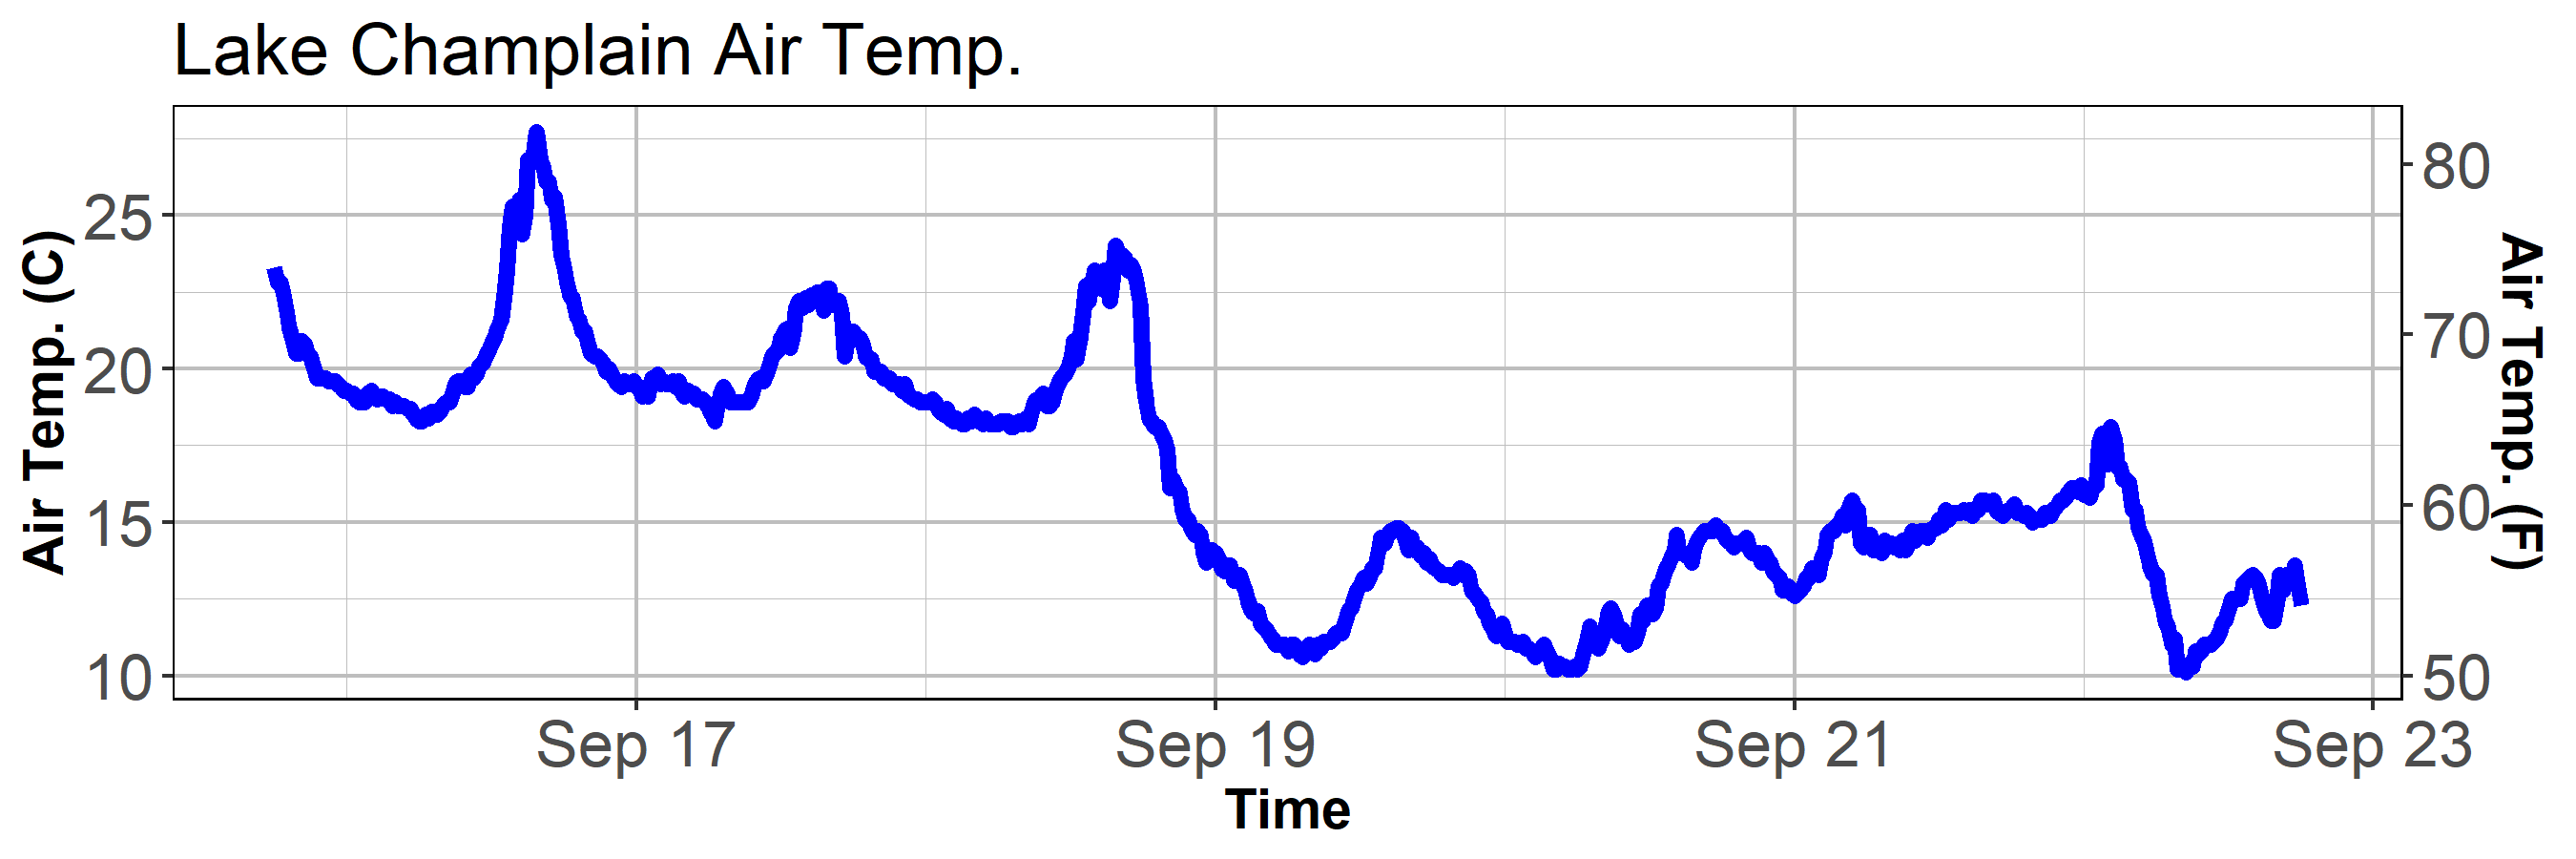 Lake Champlain Air Temp.
Air Temp. (C)
25
20
15
10
80
70
60
50
Air Temp. (F)
Sep 17
Sep 19
Sep 21
Sep 23
Time